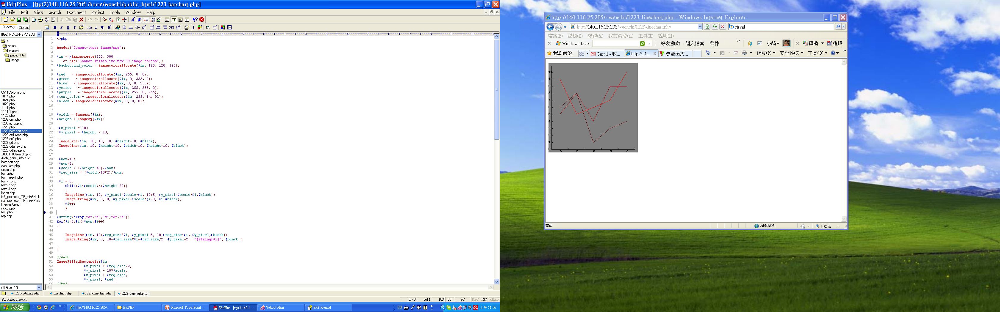 EditPlus - [ftp(2)140.116.25.205:/home/wenchi/public_html/1223-barchart.php]
File Edit View Search Document Project Tools Window Help
B I U F nb ¶ H PRE J
Directory Cliptext
[ftp2] NCKU-RSPC(205)
/
home
wenchi
public_html
image
051109-form.php
1014.php
1021.php
1028.php
1111.php
1111-1.php
1125.php
1209form.php
1209mysql.php
1223.php
1223-barchart.php
1223-ex1-face.php
1223-ex2.php
1223-gd.php
1223-gdarray.php
1223-gdface.php
20051109search.php
Arab_gene_info.csv
barchart.php
caculate.php
exam.php
form.php
form_result.php
form-1.php
form-2.php
form-3.php
index.php
irt3_promoter_TF_minFN.xls
irt3_promoter_TF_minFP.xls
linechart.php
ncku.pptx
test.php
top.php
All Files (*.*)
1 <?php
2
3 header("Conent-type: image/png");
4
5 $im = @imagecreate(300, 300)
6 or die("Cannot Initialize new GD image stream");
7 $background_color = imagecolorallocate($im, 128, 128, 128);
8
9 $red = imagecolorallocate($im, 255, 0, 0);
10 $green = imagecolorallocate($im, 0, 255, 0);
11 $blue = imagecolorallocate($im, 0, 0, 255);
12 $yellow = imagecolorallocate($im, 255, 255, 0);
13 $purple = imagecolorallocate($im, 255, 0, 255);
14 $text_color = imagecolorallocate($im, 233, 14, 91);
15 $black = imagecolorallocate($im, 0, 0, 0);
16
17
18 $width = Imagesx($im);
19 $height = Imagesy($im);
20
21 $x_pixel = 10;
22 $y_pixel = $height - 10;
23
24 ImageLine($im, 10, 10, 10, $height-10, $black);
25 ImageLine($im, 10, $height-10, $width-10, $height-10, $black);
26
27
28 $max=10;
29 $num=5;
30 $scale = ($height-40)/$max;
31 $reg_size = ($width-10*2)/$num;
32
33 $i = 0;
34 while($i*$scale<=($height-20))
35 {
36 ImageLine($im, 10, $y_pixel-$scale*$i, 10+5, $y_pixel-$scale*$i,$black);
37 ImageString($im, 3, 0, $y_pixel-$scale*$i-8, $i,$black);
38 $i++;
39 }
40
41 $string=array("a","b","c","d","e");
42 for($i=0;$i<=$num;$i++)
43 {
44
45 ImageLine($im, 10+$reg_size*$i, $y_pixel-5, 10+$reg_size*$i, $y_pixel,$black);
46 ImageString($im, 3, 10+$reg_size*$i+$reg_size/2, $y_pixel-2, "$string[$i]", $black);
47
48 }
49
50 //a=10
51 ImageFilledRectangle($im,
52 $x_pixel + $reg_size/2,
53 $y_pixel - 10*$scale,
54 $x_pixel + $reg_size,
55 $y_pixel, $red);
56 //b=5
1223-gdarray.php linechart.php 1223-linechart.php 1223-barchart.php
For Help, press F1
ln 40 col 1 103 00 PC REC INS READ
開始 http://140.116.25.205/... BioPHP Microsoft PowerPoint ... EditPlus - [ftp(2)140.1... Yahoo! Mini PHP Manual CH 上午 11:56
http://140.116.25.205/~wenchi/1223-linechart.php - Windows Internet Explorer
http://140.116.25.205/~wenchi/1223-linechart.php strval
檔案(F) 編輯(E) 檢視(V) 我的最愛(A) 工具(T) 說明(H)
Windows Live 好友動向 個人檔案 郵件 小綺 轉換 選擇
我的最愛 Gmail - 收... http://14... 變數函式... 網頁(P) 安全性(S) 工具(O)
11
10
9
8
7
6
5
4
3
2
1
0
a b c d e
完成 網際網路 100%